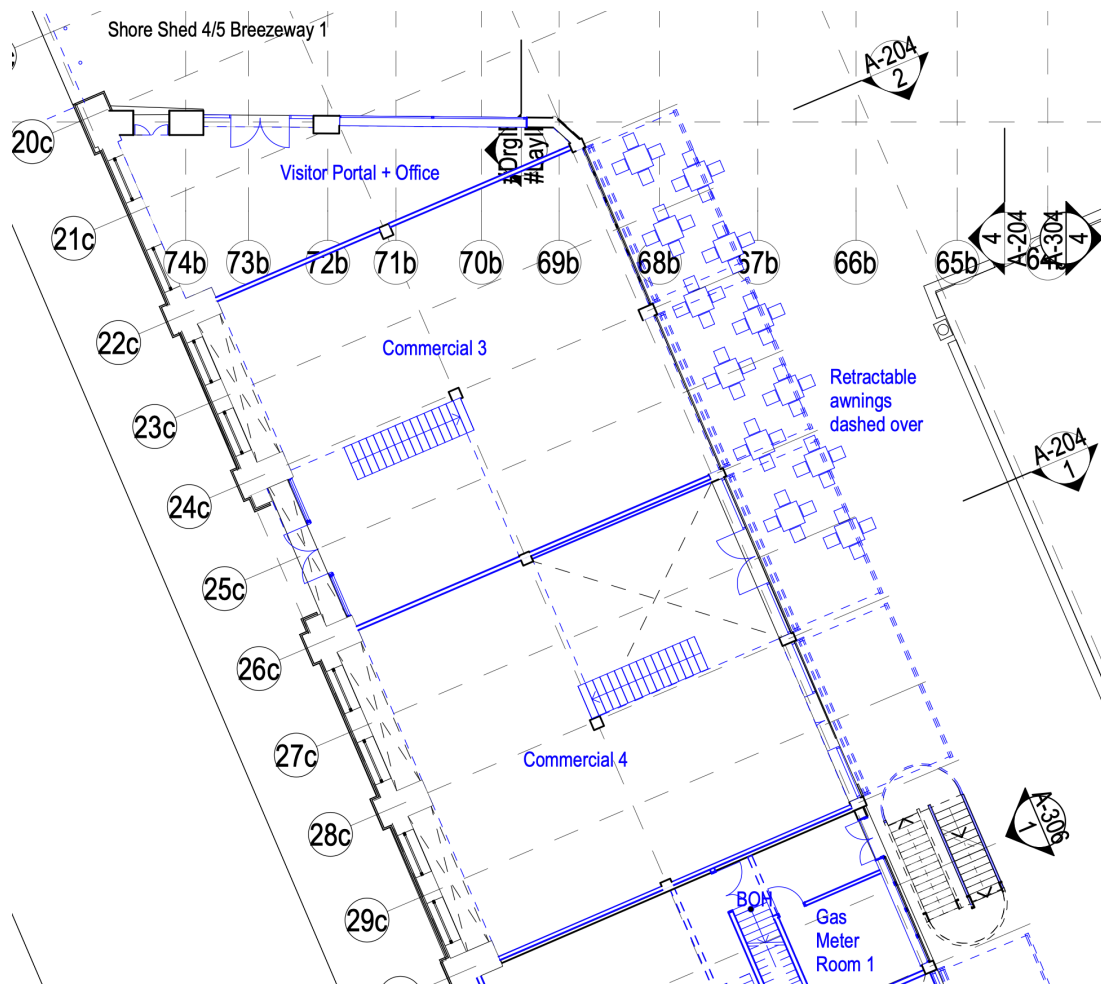 Shore Shed 4/5 Breezeway 1
A-204
2
20c
#DrgI
#LayI
Visitor Portal + Office
21c
4
A-204
A-304
4
74b
73b
72b
71b
70b
69b
68b
67b
66b
65b
22c
Commercial 3
Retractable
awnings
dashed over
23c
A-204
1
24c
25c
26c
27c
Commercial 4
28c
A-306
1
29c
BOH
Gas
Meter
Room 1